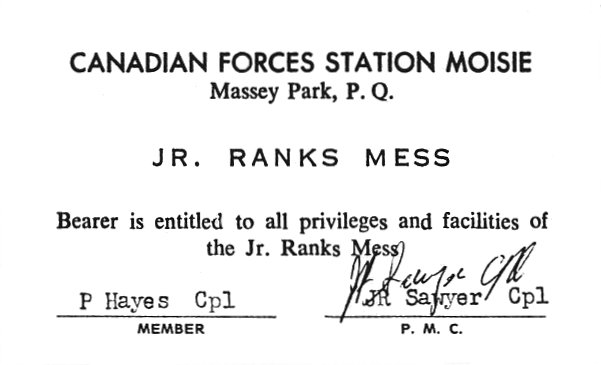 CANADIAN FORCES STATION MOISIE
Massey Park, P. Q.
JR. RANKS MESS
Bearer is entitled to all privileges and facilities of
the Jr. Ranks Mess
P Hayes Cpl JR Sawyer Cpl
MEMBER P. M. C.